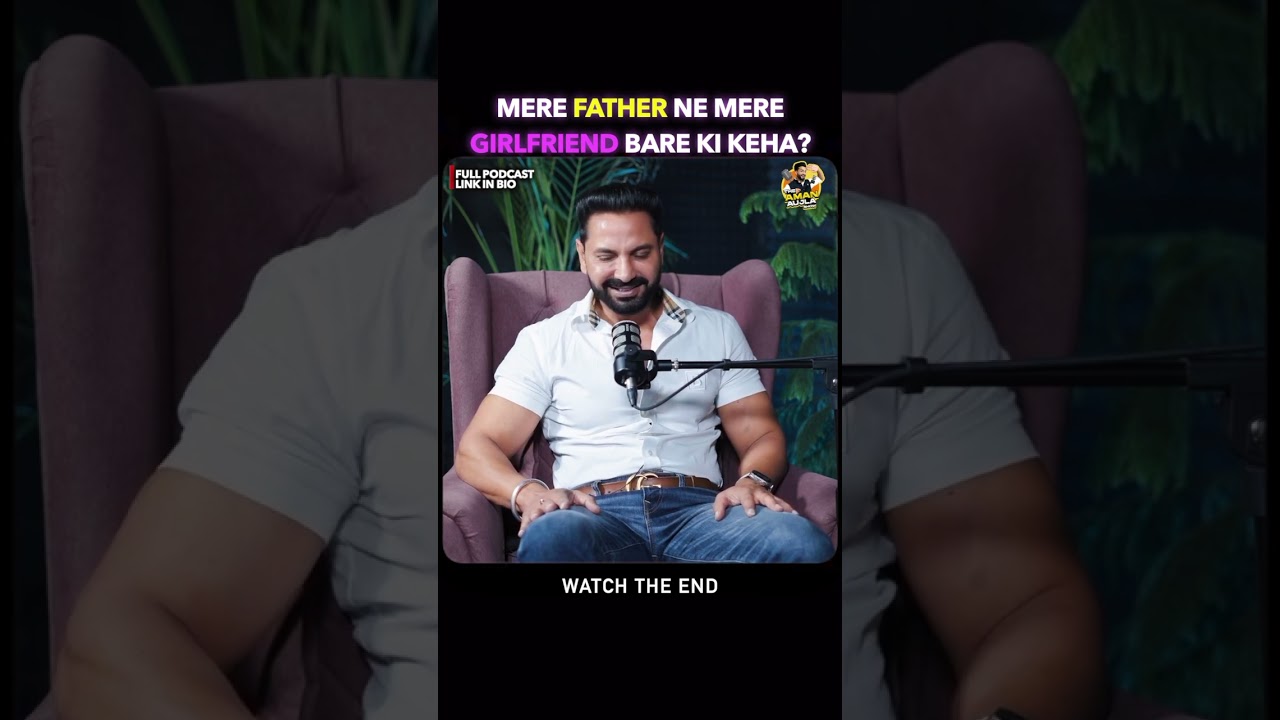 MERE FATHER NE MERE
GIRLFRIEND BARE KI KEHA?
FULL PODCAST
LINK IN BIO
THE
AMAN
AUJLA
WATCH THE END